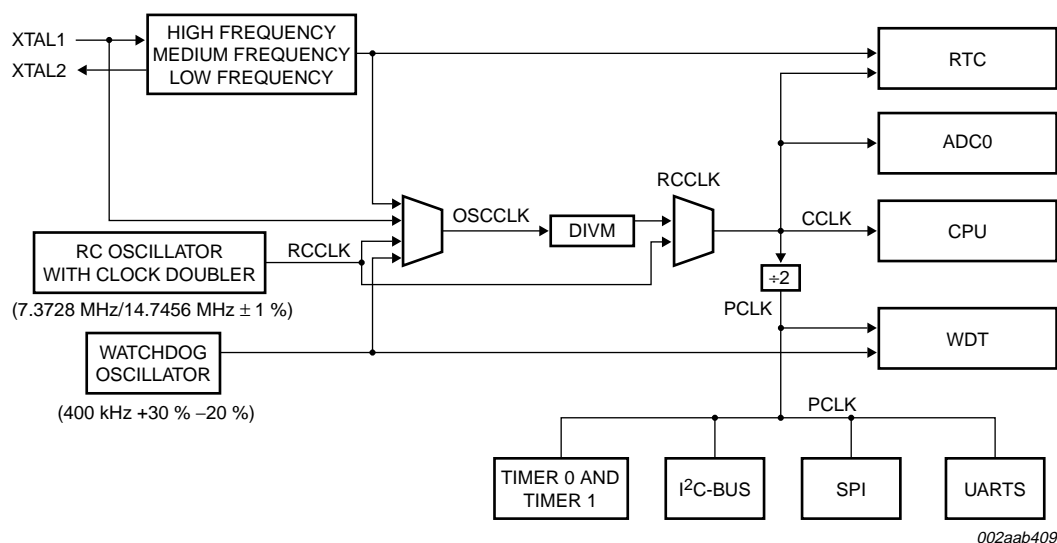 XTAL1
XTAL2
HIGH FREQUENCY
MEDIUM FREQUENCY
LOW FREQUENCY
RTC
ADC0
RCCLK
OSCCLK
DIVM
CCLK
CPU
RC OSCILLATOR
WITH CLOCK DOUBLER
RCCLK
(7.3728 MHz/14.7456 MHz ± 1 %)
÷2
PCLK
WATCHDOG
OSCILLATOR
WDT
(400 kHz +30 % −20 %)
PCLK
TIMER 0 AND
TIMER 1
I²C-BUS
SPI
UARTS
002aab409